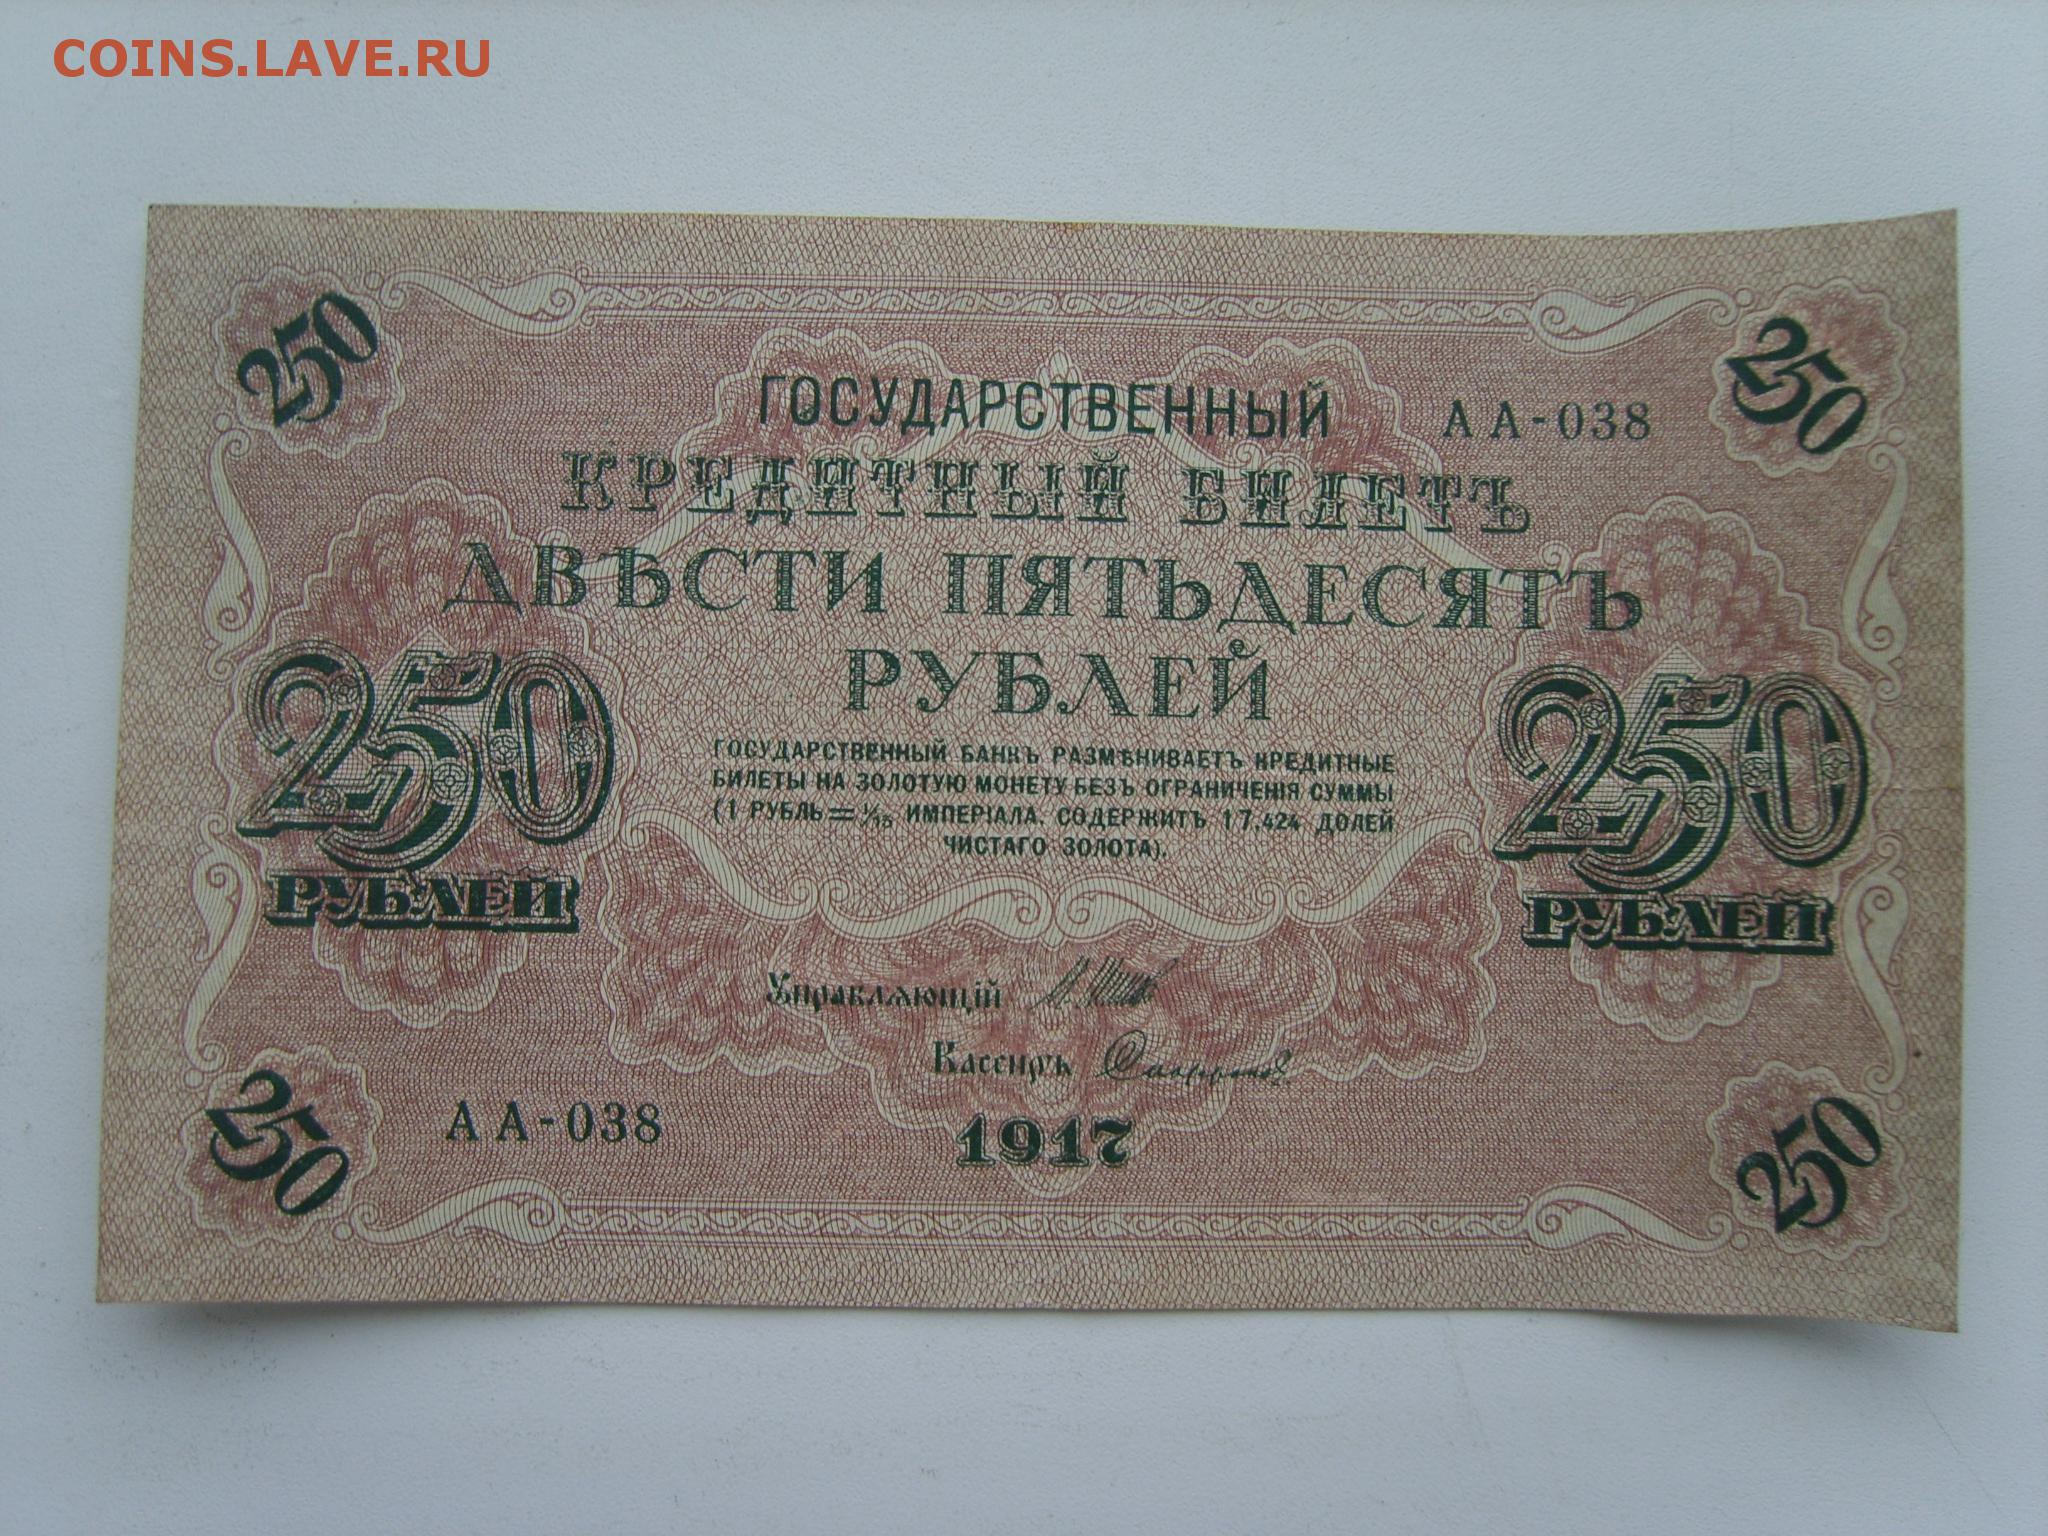 COINS.LAVE.RU
250
250
ГОСУДАРСТВЕННЫЙ
АА-038
КРЕДИТНЫЙ БИЛЕТЪ
ДВѢСТИ ПЯТЬДЕСЯТЪ
РУБЛЕЙ
250
РУБЛЕЙ
250
РУБЛЕЙ
ГОСУДАРСТВЕННЫЙ БАНКЪ РАЗМѢНИВАЕТЪ КРЕДИТНЫЕ
БИЛЕТЫ НА ЗОЛОТУЮ МОНЕТУ БЕЗЪ ОГРАНИЧЕНІЯ СУММЫ
(1 РУБЛЬ = 1/15 ИМПЕРІАЛА, СОДЕРЖИТЪ 17,424 ДОЛЕЙ
ЧИСТАГО ЗОЛОТА).
Управляющій
Кассиръ
АА-038
1917
250
250